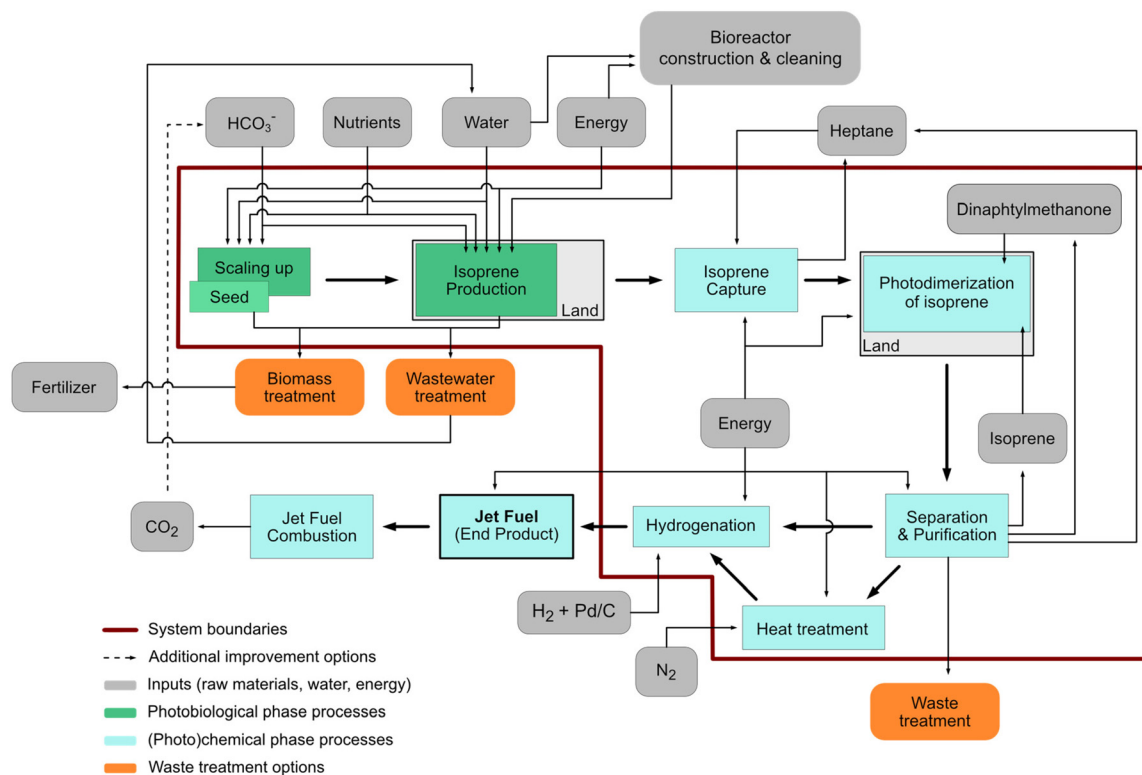 Bioreactor
construction & cleaning
HCO₃⁻
Nutrients
Water
Energy
Heptane
Dinaphtylmethanone
Scaling up
Seed
Isoprene
Production
Land
Isoprene
Capture
Photodimerization
of isoprene
Land
Fertilizer
Biomass
treatment
Wastewater
treatment
Energy
Isoprene
CO₂
Jet Fuel
Combustion
Jet Fuel
(End Product)
Hydrogenation
Separation
& Purification
H₂ + Pd/C
Heat treatment
N₂
Waste
treatment
System boundaries
Additional improvement options
Inputs (raw materials, water, energy)
Photobiological phase processes
(Photo)chemical phase processes
Waste treatment options